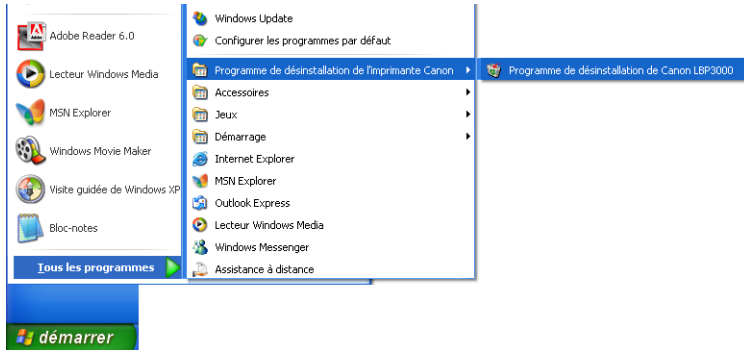 Adobe Reader 6.0
Lecteur Windows Media
MSN Explorer
Windows Movie Maker
Visite guidée de Windows XP
Bloc-notes
Tous les programmes
démarrer
Windows Update
Configurer les programmes par défaut
Programme de désinstallation de l'imprimante Canon
Accessoires
Jeux
Démarrage
Internet Explorer
MSN Explorer
Outlook Express
Lecteur Windows Media
Windows Messenger
Assistance à distance
Programme de désinstallation de Canon LBP3000